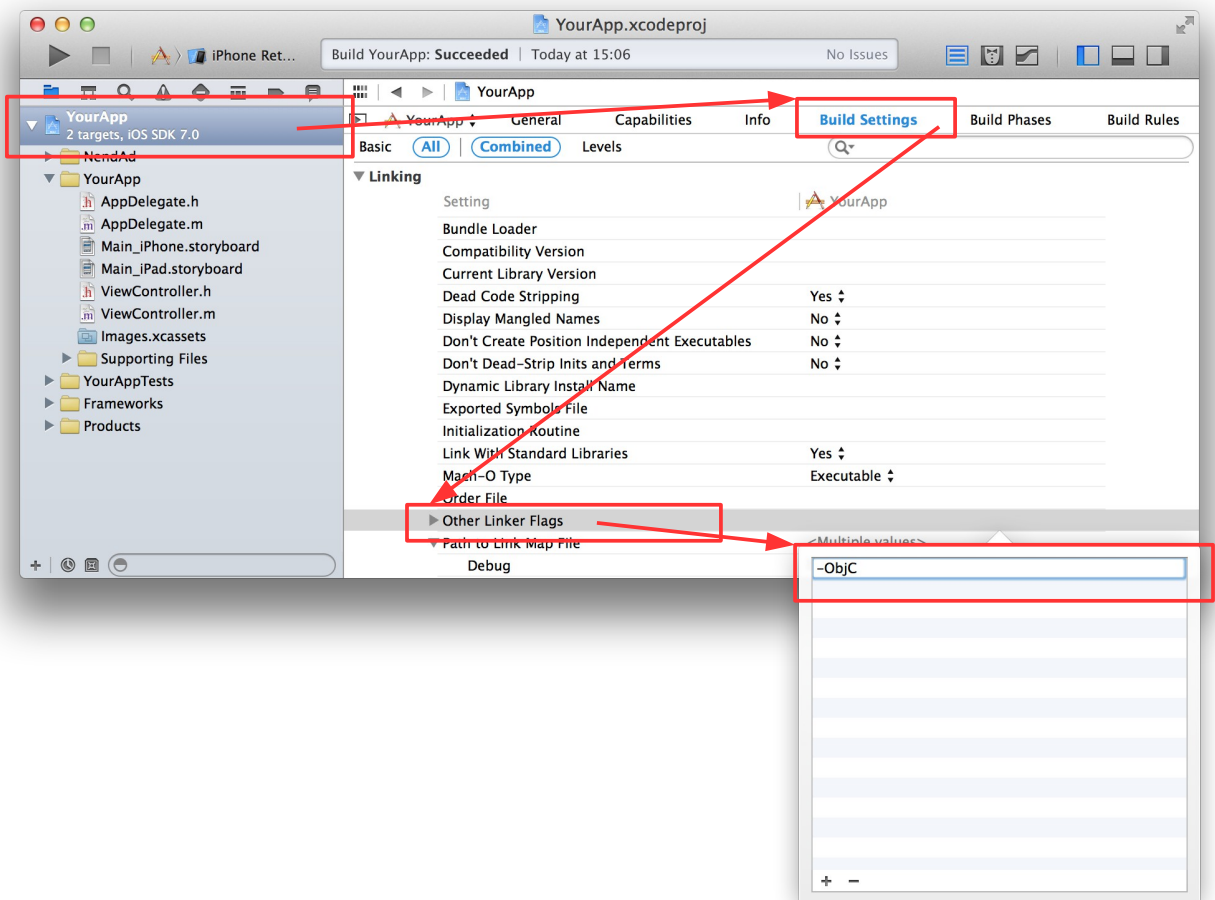 YourApp.xcodeproj
iPhone Ret...
Build YourApp: Succeeded | Today at 15:06
No Issues
YourApp
YourApp
2 targets, iOS SDK 7.0
YourApp General Capabilities Info Build Settings Build Phases Build Rules
Basic All Combined Levels
NendAd
YourApp
AppDelegate.h
AppDelegate.m
Main_iPhone.storyboard
Main_iPad.storyboard
ViewController.h
ViewController.m
Images.xcassets
Supporting Files
YourAppTests
Frameworks
Products
Linking
Setting YourApp
Bundle Loader
Compatibility Version
Current Library Version
Dead Code Stripping Yes
Display Mangled Names No
Don't Create Position Independent Executables No
Don't Dead-Strip Inits and Terms No
Dynamic Library Install Name
Exported Symbols File
Initialization Routine
Link With Standard Libraries Yes
Mach-O Type Executable
Order File
Other Linker Flags
Path to Link Map File <Multiple values>
Debug
-ObjC